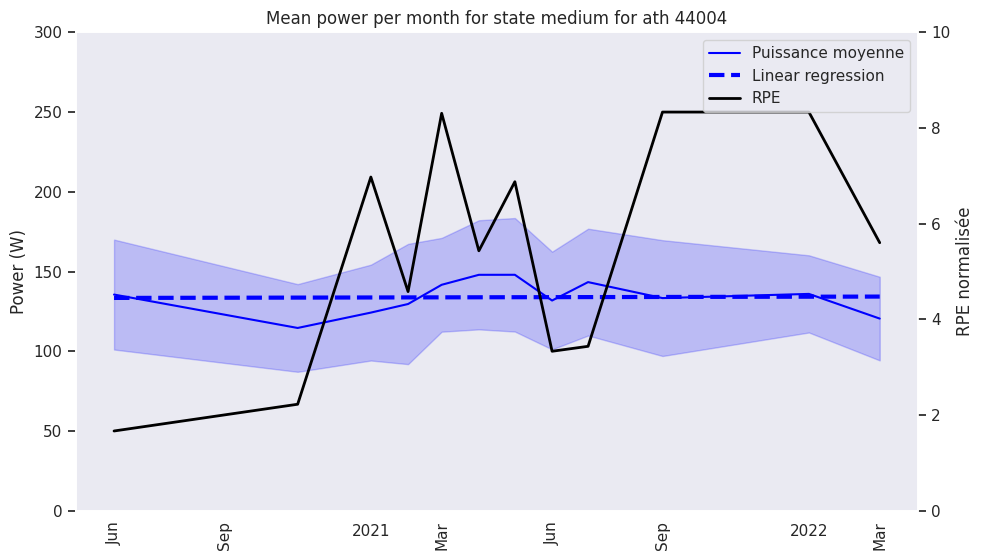 Mean power per month for state medium for ath 44004
Power (W)
300
250
200
150
100
50
0
Puissance moyenne
Linear regression
RPE
10
8
6
4
2
0
RPE normalisée
Jun
Sep
2021
Mar
Jun
Sep
2022
Mar